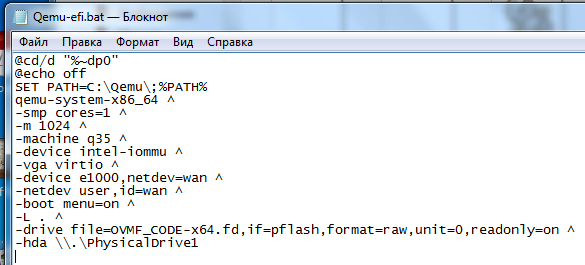 Qemu-efi.bat — Блокнот
Файл Правка Формат Вид Справка
@cd/d "%~dp0"
@echo off
SET PATH=C:\Qemu\;%PATH%
qemu-system-x86_64 ^
-smp cores=1 ^
-m 1024 ^
-machine q35 ^
-device intel-iommu ^
-vga virtio ^
-device e1000,netdev=wan ^
-netdev user,id=wan ^
-boot menu=on ^
-L . ^
-drive file=OVMF_CODE-x64.fd,if=pflash,format=raw,unit=0,readonly=on ^
-hda \\.\PhysicalDrive1